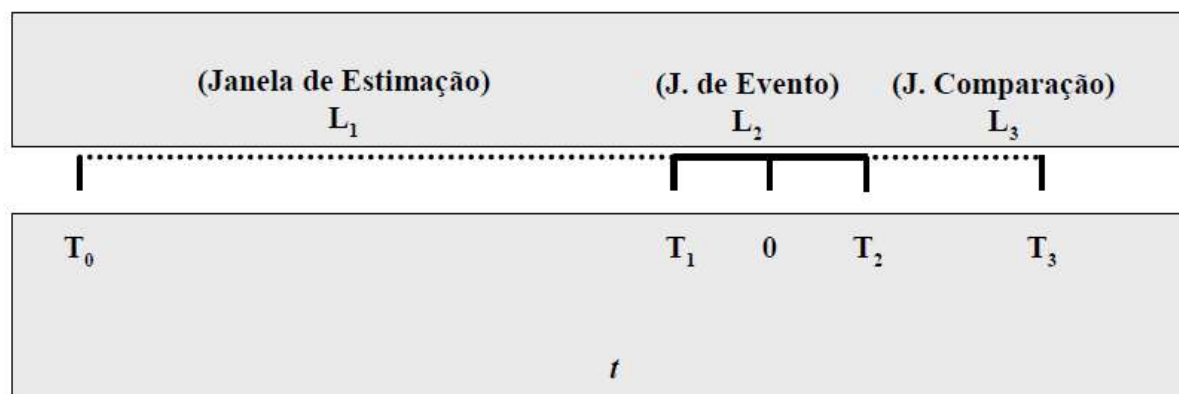 (Janela de Estimação) (J. de Evento) (J. Comparação)
L₁ L₂ L₃
T₀ T₁ 0 T₂ T₃
t